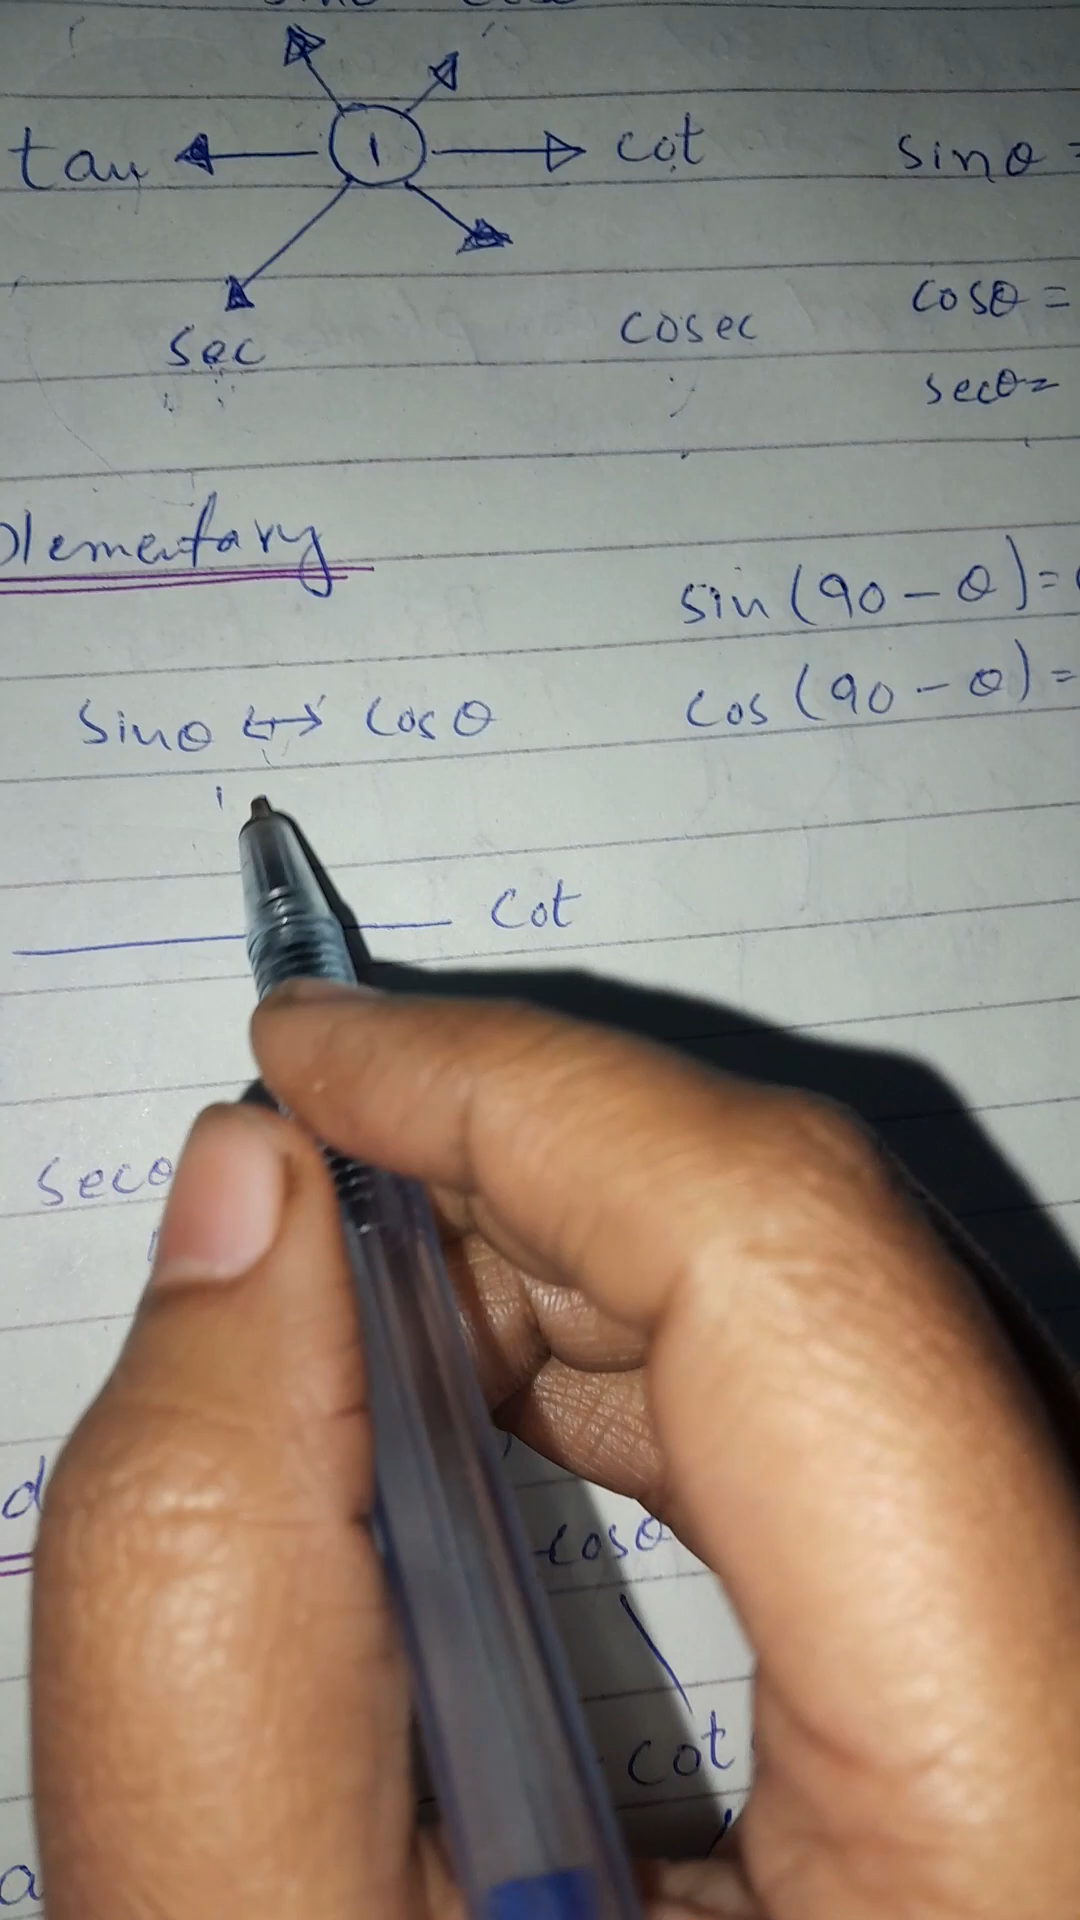 tan 1 cot sinθ =
cosθ =
sec cosec
secθ=
lementary
sin (90 - θ) =
sinθ ↔ cosθ cos (90 - θ) =
cot
secθ
d
cosθ
cot
a